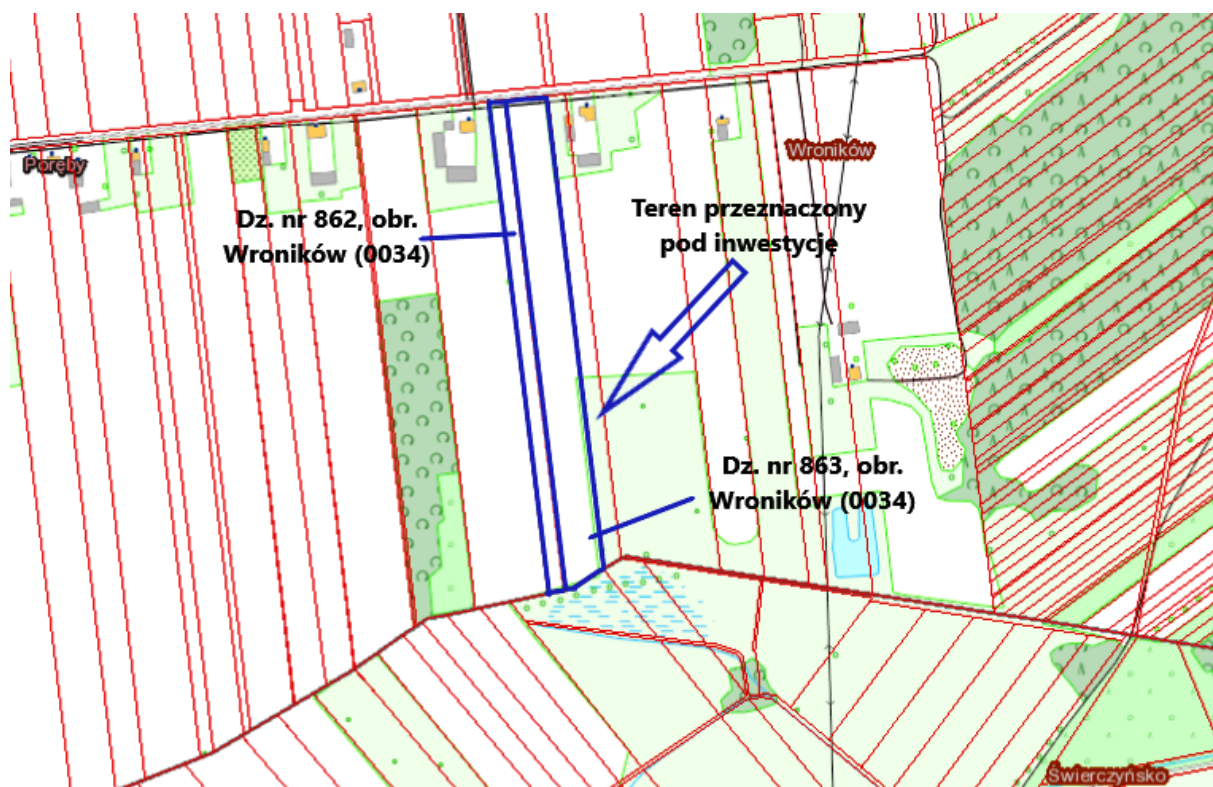 Poręby
Wroników
Dz. nr 862, obr.
Wroników (0034)
Teren przeznaczony
pod inwestycję
Dz. nr 863, obr.
Wroników (0034)
Świerczyńsko